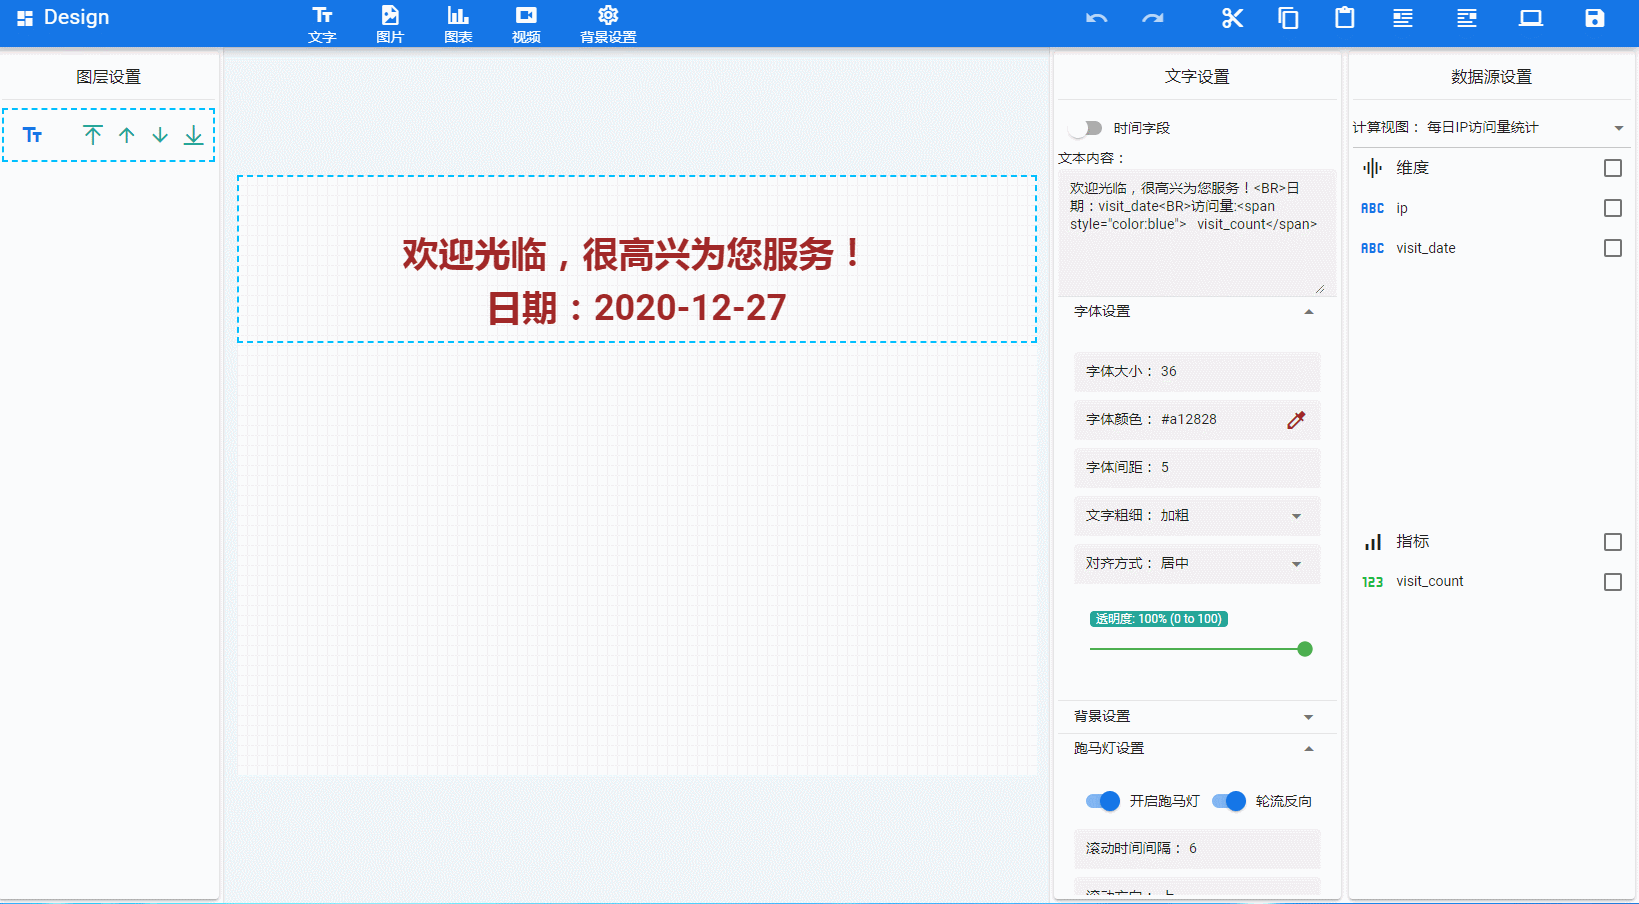 Design
文字
图片
图表
视频
背景设置
图层设置
欢迎光临，很高兴为您服务！
日期：2020-12-27
文字设置
时间字段
文本内容：
欢迎光临，很高兴为您服务！<BR>日
期：visit_date<BR>访问量:<span
style="color:blue">   visit_count</span>
字体设置
字体大小： 36
字体颜色： #a12828
字体间距： 5
文字粗细： 加粗
对齐方式： 居中
透明度: 100% (0 to 100)
背景设置
跑马灯设置
开启跑马灯
轮流反向
滚动时间间隔： 6
滚动方向： 上
数据源设置
计算视图： 每日IP访问量统计
维度
ABC ip
ABC visit_date
指标
123 visit_count